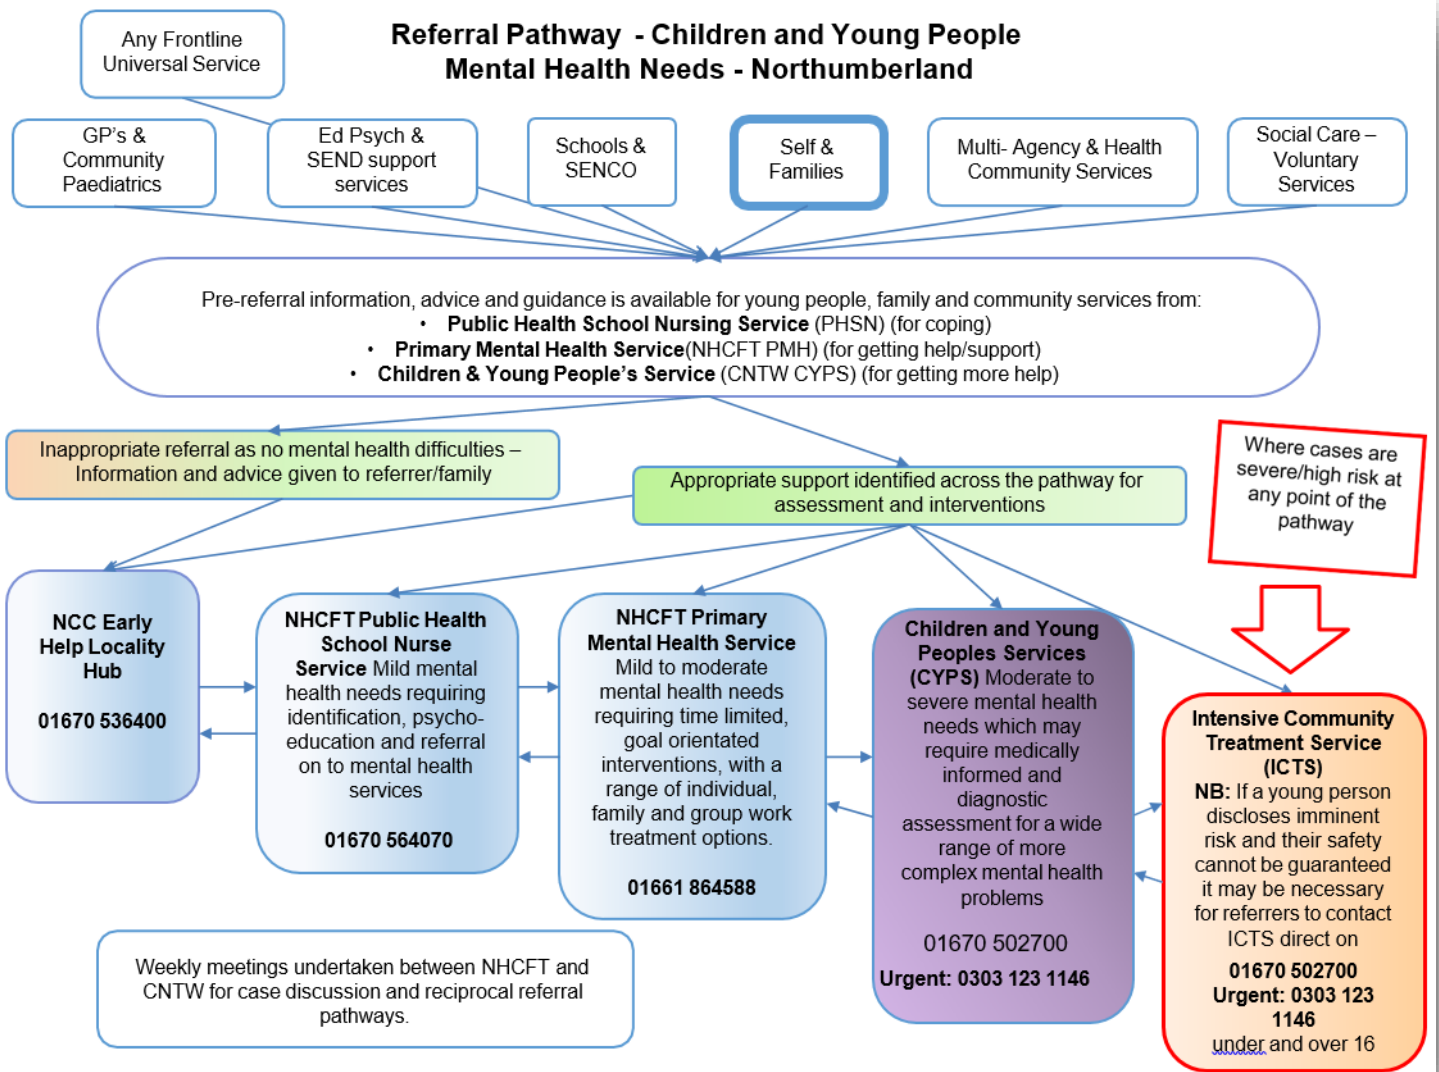 Any Frontline
Universal Service
Referral Pathway - Children and Young People
Mental Health Needs - Northumberland
GP's &
Community
Paediatrics
Ed Psych &
SEND support
services
Schools &
SENCO
Self &
Families
Multi- Agency & Health
Community Services
Social Care –
Voluntary
Services
Pre-referral information, advice and guidance is available for young people, family and community services from:
• Public Health School Nursing Service (PHSN) (for coping)
• Primary Mental Health Service(NHCFT PMH) (for getting help/support)
• Children & Young People's Service (CNTW CYPS) (for getting more help)
Inappropriate referral as no mental health difficulties –
Information and advice given to referrer/family
Appropriate support identified across the pathway for
assessment and interventions
Where cases are
severe/high risk at
any point of the
pathway
NCC Early
Help Locality
Hub
01670 536400
NHCFT Public Health
School Nurse
Service Mild mental
health needs requiring
identification, psycho-
education and referral
on to mental health
services
01670 564070
NHCFT Primary
Mental Health Service
Mild to moderate
mental health needs
requiring time limited,
goal orientated
interventions, with a
range of individual,
family and group work
treatment options.
01661 864588
Children and Young
Peoples Services
(CYPS) Moderate to
severe mental health
needs which may
require medically
informed and
diagnostic
assessment for a wide
range of more
complex mental health
problems
01670 502700
Urgent: 0303 123 1146
Intensive Community
Treatment Service
(ICTS)
NB: If a young person
discloses imminent
risk and their safety
cannot be guaranteed
it may be necessary
for referrers to contact
ICTS direct on
01670 502700
Urgent: 0303 123
1146
under and over 16
Weekly meetings undertaken between NHCFT and
CNTW for case discussion and reciprocal referral
pathways.